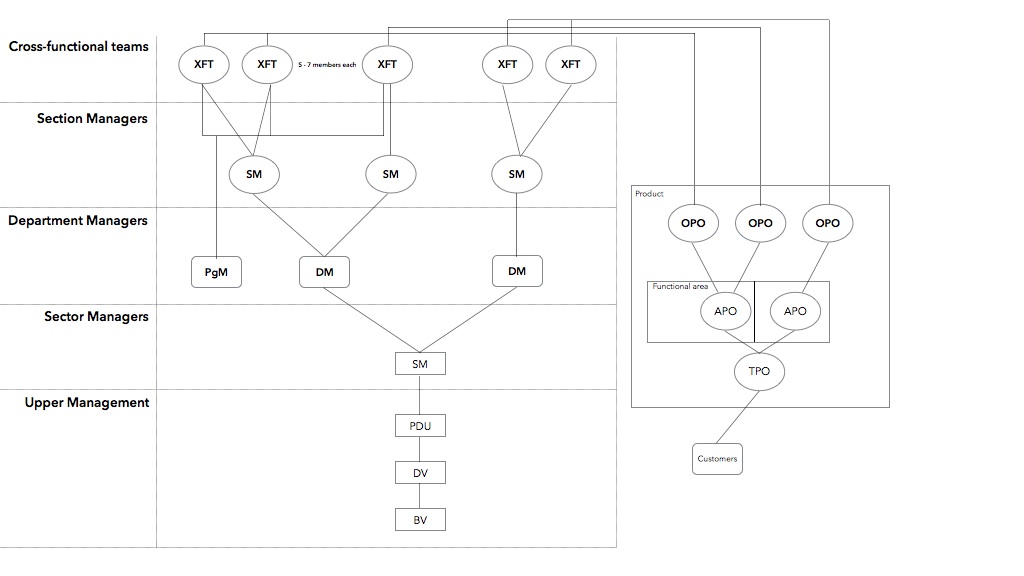 Cross-functional teams
XFT
XFT
5 - 7 members each
XFT
XFT
XFT
Section Managers
SM
SM
SM
Product
Department Managers
OPO
OPO
OPO
PgM
DM
DM
Functional area
APO
APO
Sector Managers
SM
TPO
Upper Management
PDU
Customers
DV
BV